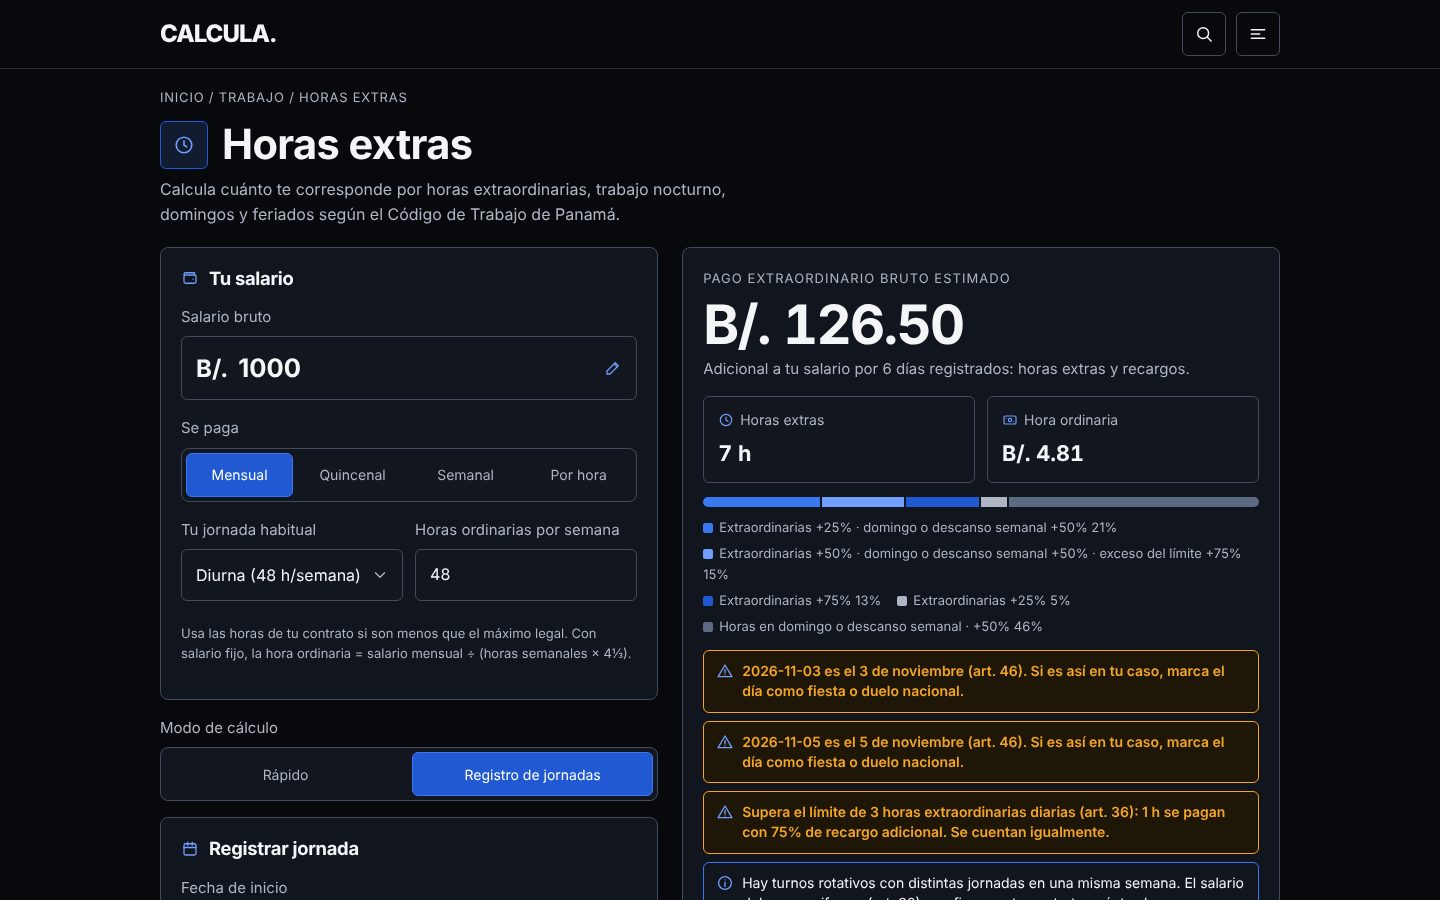 CALCULA.
INICIO / TRABAJO / HORAS EXTRAS
Horas extras
Calcula cuánto te corresponde por horas extraordinarias, trabajo nocturno,
domingos y feriados según el Código de Trabajo de Panamá.
Tu salario
Salario bruto
B/. 1000
Se paga
Mensual Quincenal Semanal Por hora
Tu jornada habitual Horas ordinarias por semana
Diurna (48 h/semana) 48
Usa las horas de tu contrato si son menos que el máximo legal. Con
salario fijo, la hora ordinaria = salario mensual ÷ (horas semanales × 4⅓).
Modo de cálculo
Rápido Registro de jornadas
Registrar jornada
Fecha de inicio
PAGO EXTRAORDINARIO BRUTO ESTIMADO
B/. 126.50
Adicional a tu salario por 6 días registrados: horas extras y recargos.
Horas extras Hora ordinaria
7 h B/. 4.81
Extraordinarias +25% · domingo o descanso semanal +50% 21%
Extraordinarias +50% · domingo o descanso semanal +50% · exceso del límite +75%
15%
Extraordinarias +75% 13% Extraordinarias +25% 5%
Horas en domingo o descanso semanal · +50% 46%
2026-11-03 es el 3 de noviembre (art. 46). Si es así en tu caso, marca el
día como fiesta o duelo nacional.
2026-11-05 es el 5 de noviembre (art. 46). Si es así en tu caso, marca el
día como fiesta o duelo nacional.
Supera el límite de 3 horas extraordinarias diarias (art. 36): 1 h se pagan
con 75% de recargo adicional. Se cuentan igualmente.
Hay turnos rotativos con distintas jornadas en una misma semana. El salario